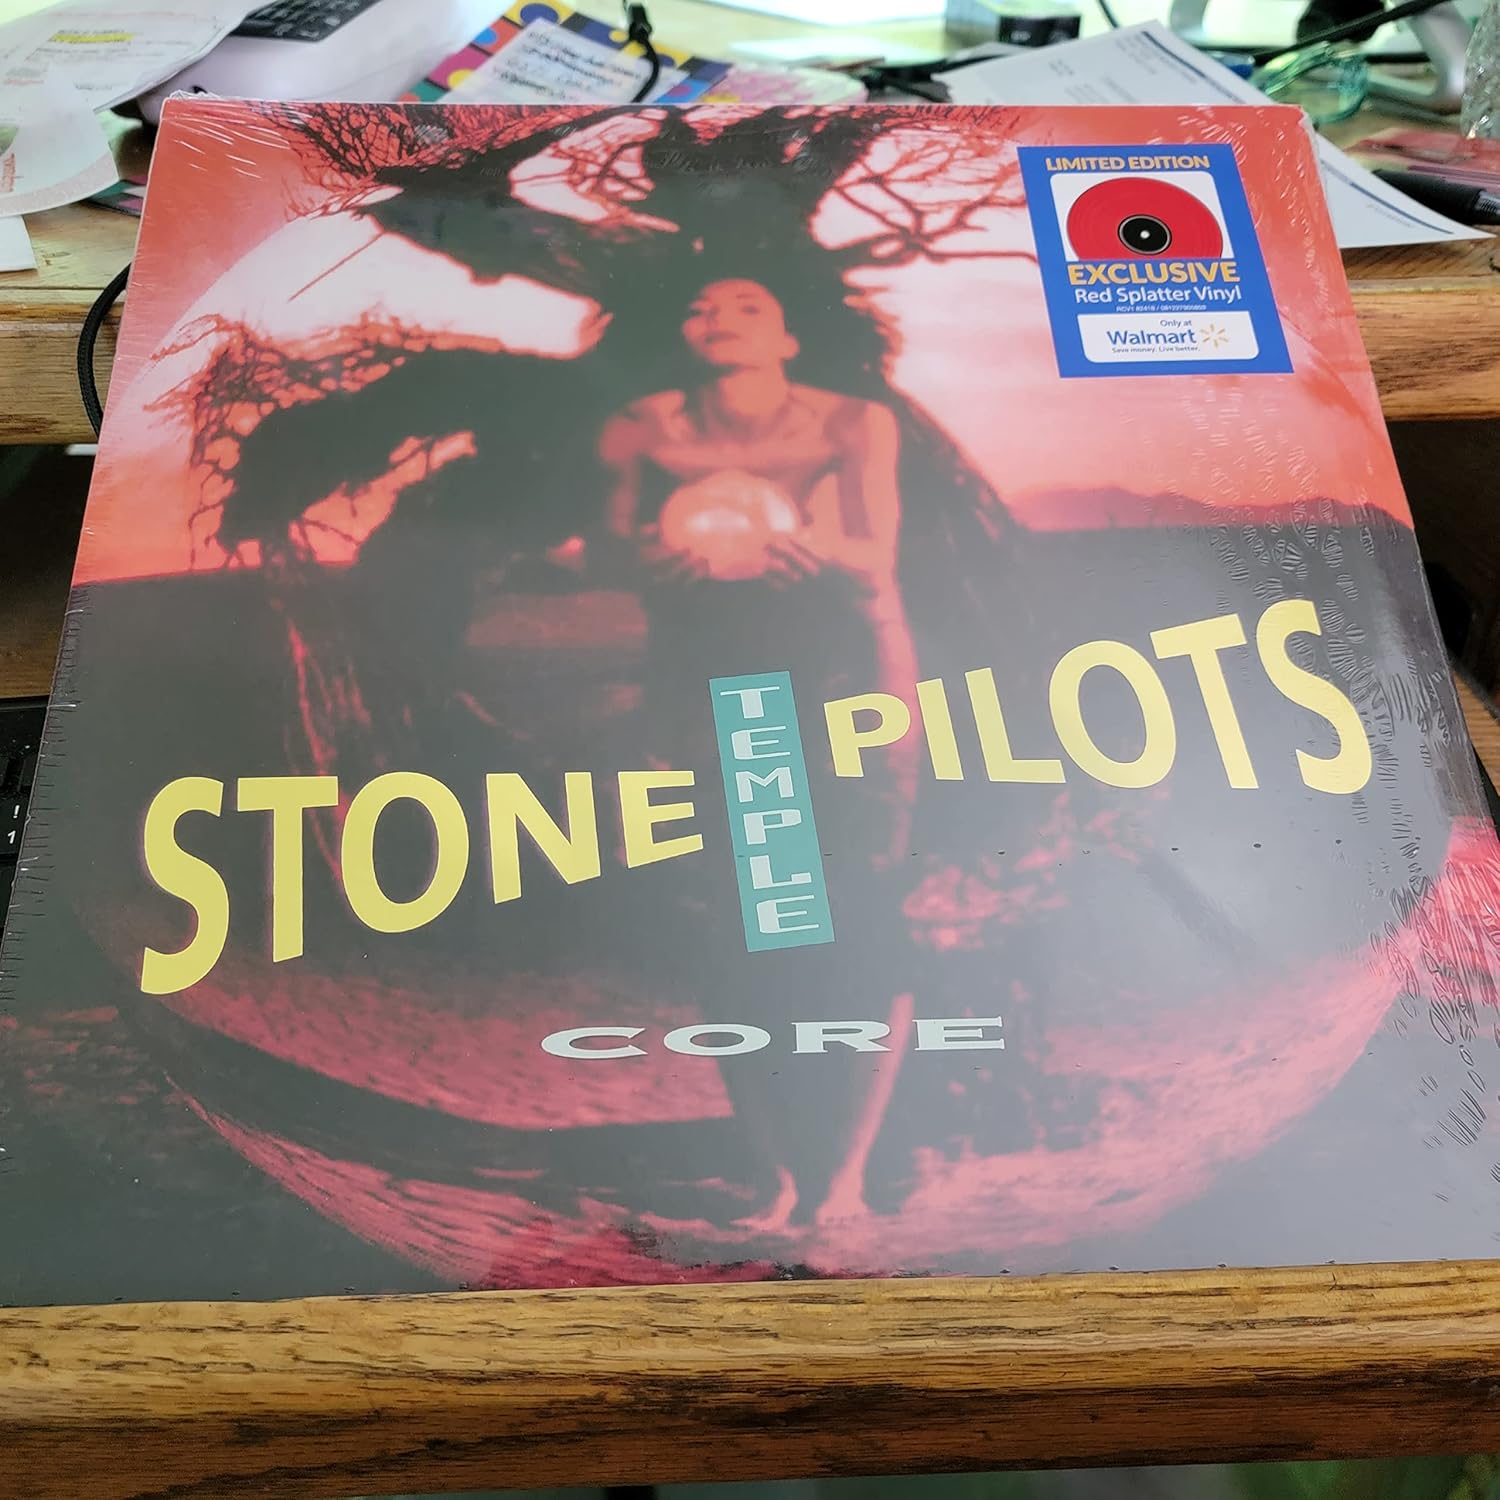 LIMITED EDITION
EXCLUSIVE
Red Splatter Vinyl
Only at
Walmart
Save money. Live better.
STONE
TEMPLE
PILOTS
CORE